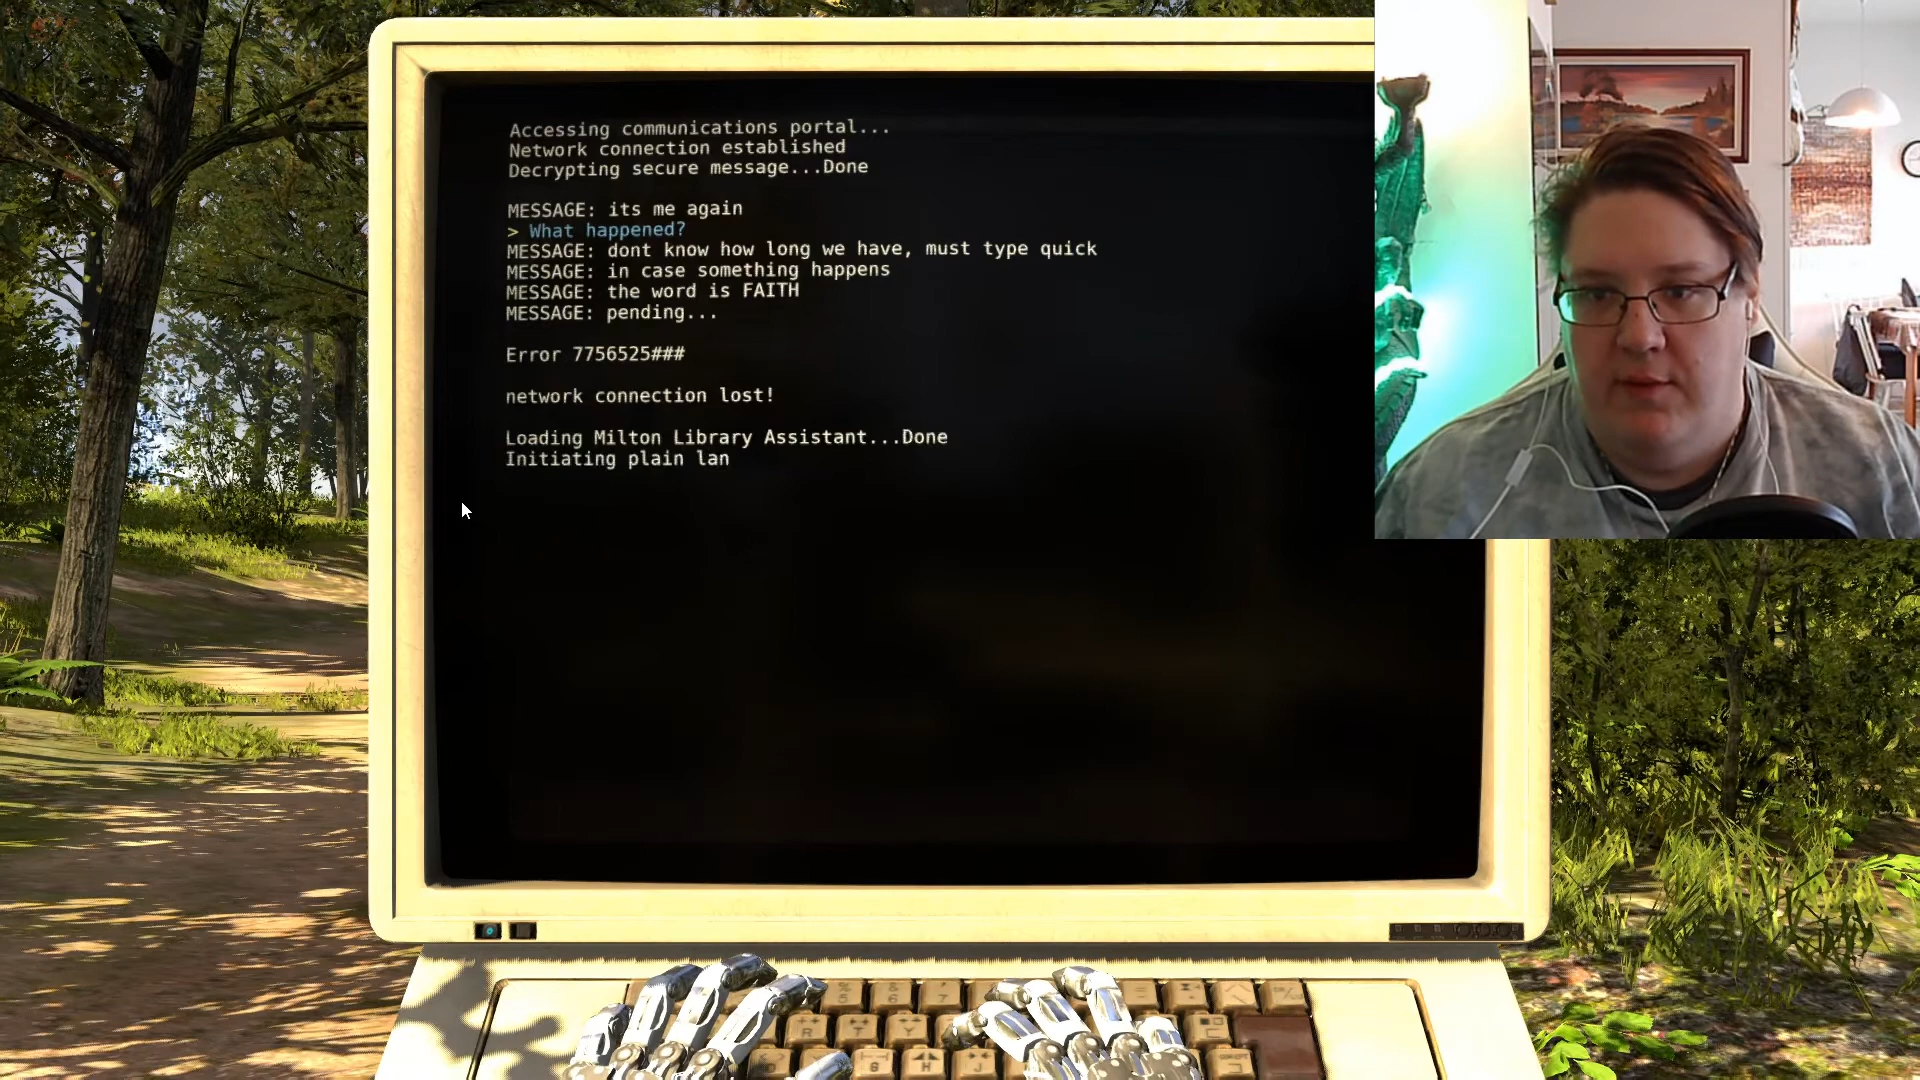 Accessing communications portal...
Network connection established
Decrypting secure message...Done
MESSAGE: its me again
> What happened?
MESSAGE: dont know how long we have, must type quick
MESSAGE: in case something happens
MESSAGE: the word is FAITH
MESSAGE: pending...
Error 7756525###
network connection lost!
Loading Milton Library Assistant...Done
Initiating plain lan